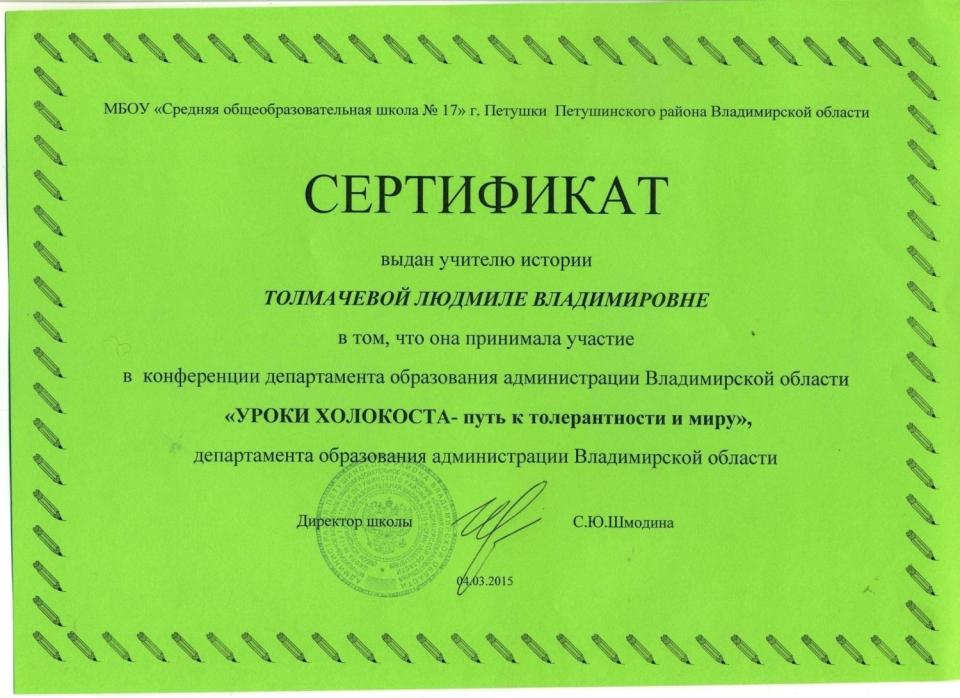 МБОУ «Средняя общеобразовательная школа № 17» г. Петушки Петушинского района Владимирской области
СЕРТИФИКАТ
выдан учителю истории
ТОЛМАЧЕВОЙ ЛЮДМИЛЕ ВЛАДИМИРОВНЕ
в том, что она принимала участие
в конференции департамента образования администрации Владимирской области
«УРОКИ ХОЛОКОСТА- путь к толерантности и миру»,
департамента образования администрации Владимирской области
Директор школы С.Ю.Шмодина
04.03.2015